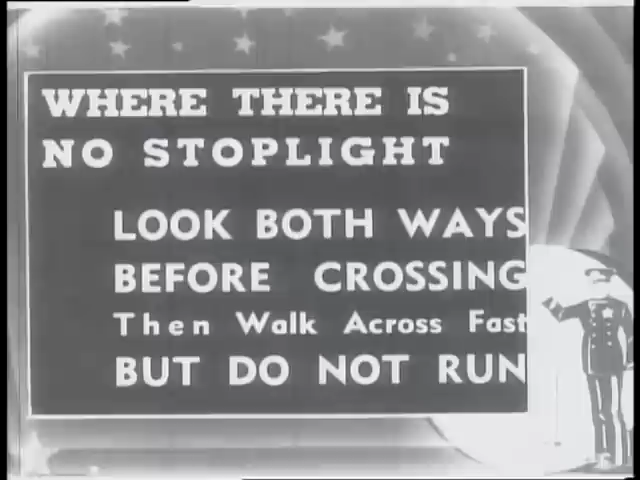 WHERE THERE IS
NO STOPLIGHT
LOOK BOTH WAYS
BEFORE CROSSING
Then Walk Across Fast
BUT DO NOT RUN